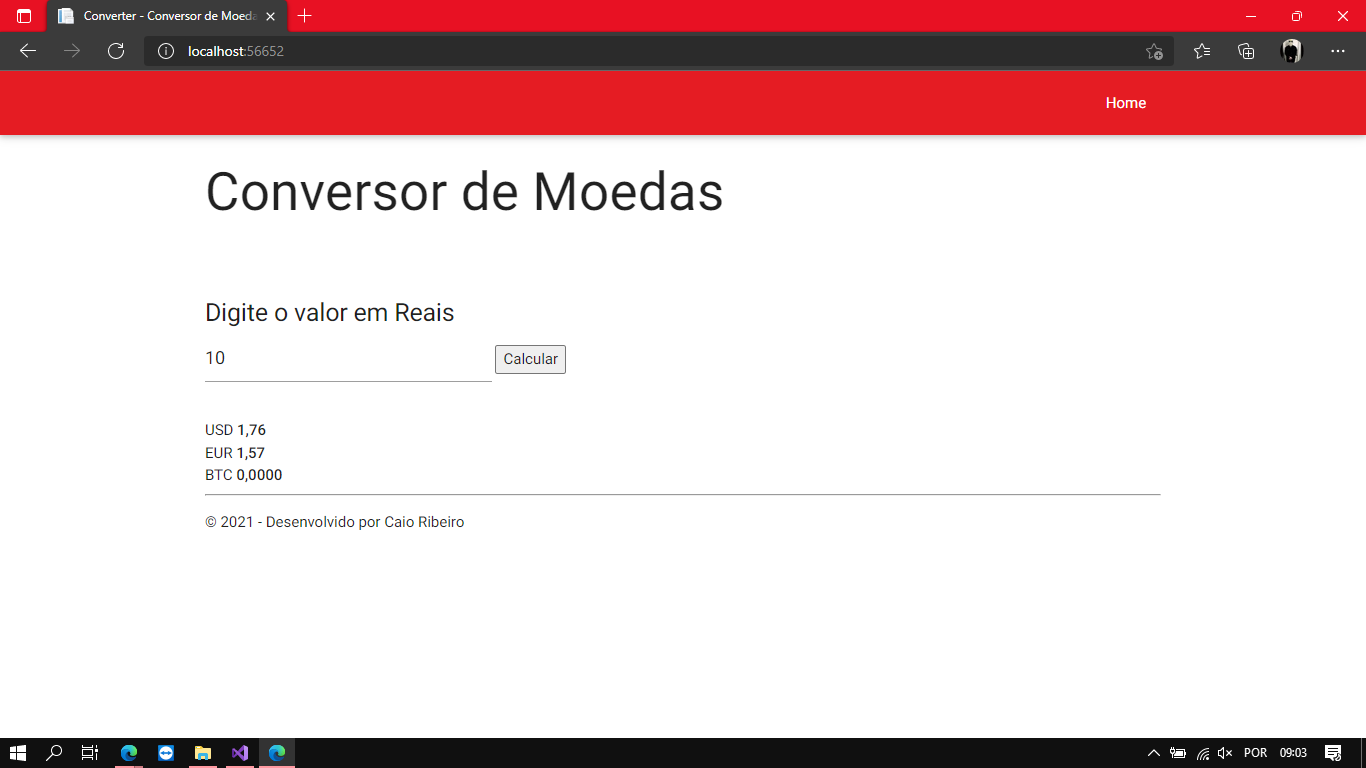 Converter - Conversor de Moeda
localhost:56652
Home
Conversor de Moedas
Digite o valor em Reais
10
Calcular
USD 1,76
EUR 1,57
BTC 0,0000
© 2021 - Desenvolvido por Caio Ribeiro
POR
09:03